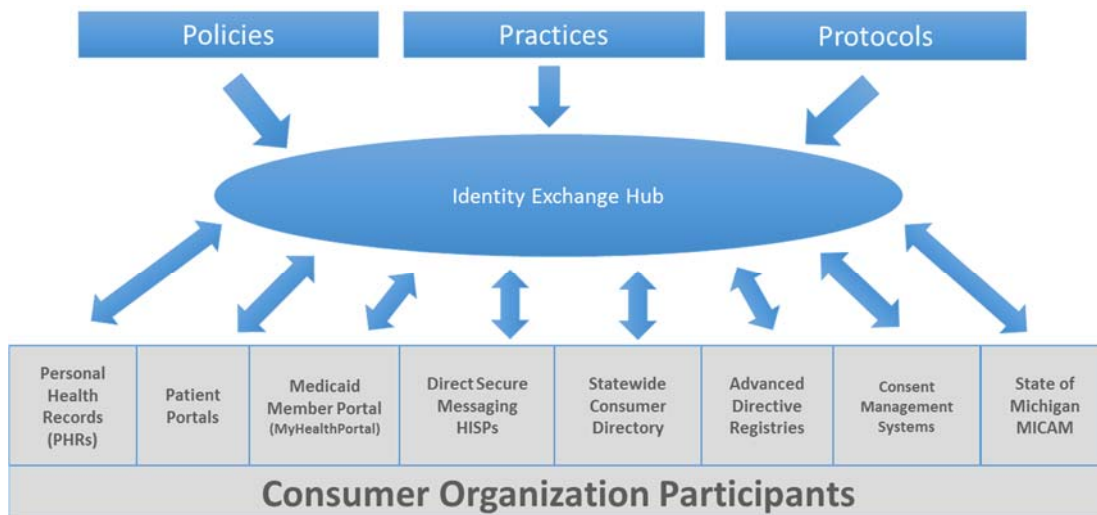 Policies
Practices
Protocols
Identity Exchange Hub
Personal
Health
Records
(PHRs)
Patient
Portals
Medicaid
Member Portal
(MyHealthPortal)
Direct Secure
Messaging
HISPs
Statewide
Consumer
Directory
Advanced
Directive
Registries
Consent
Management
Systems
State of
Michigan
MICAM
Consumer Organization Participants